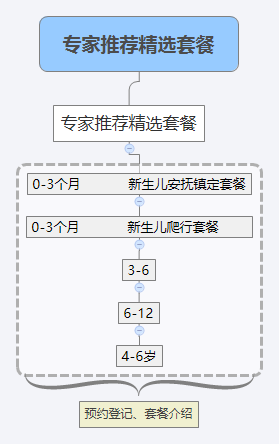 专家推荐精选套餐
专家推荐精选套餐
0-3个月 新生儿安抚镇定套餐
0-3个月 新生儿爬行套餐
3-6
6-12
4-6岁
预约登记、套餐介绍